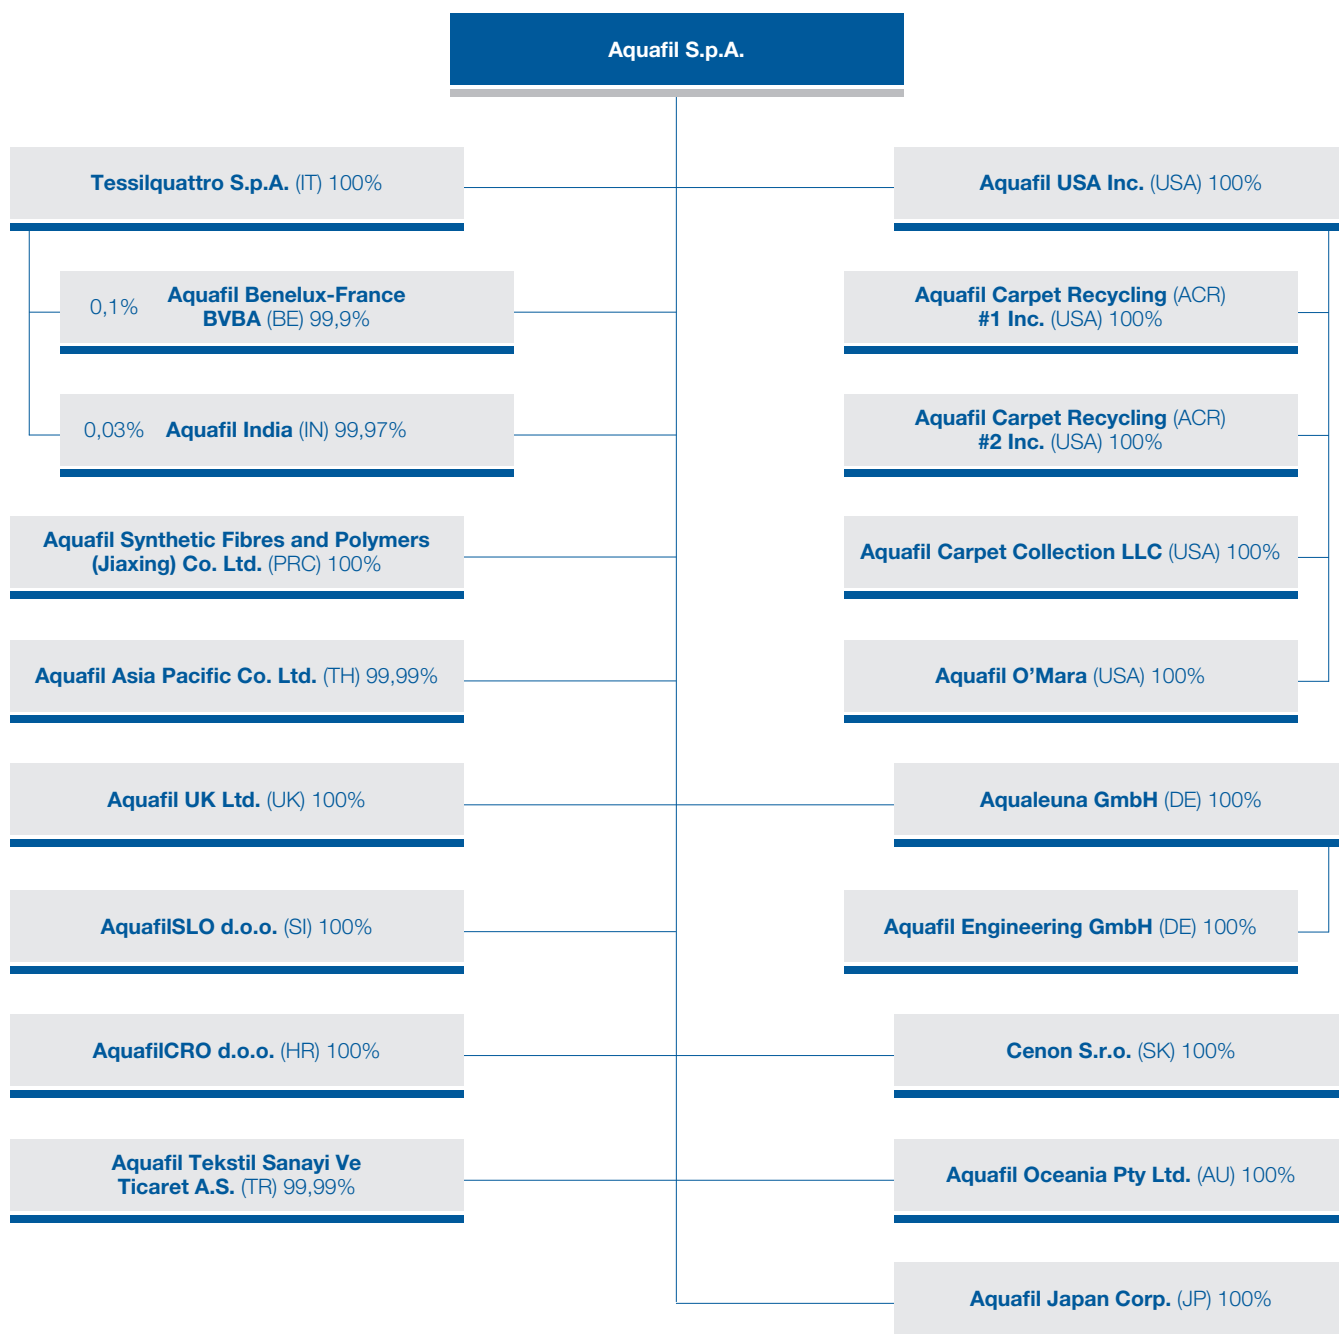 Aquafil S.p.A.
Tessilquattro S.p.A. (IT) 100%
0,1%
Aquafil Benelux-France
BVBA (BE) 99,9%
0,03%
Aquafil India (IN) 99,97%
Aquafil Synthetic Fibres and Polymers
(Jiaxing) Co. Ltd. (PRC) 100%
Aquafil Asia Pacific Co. Ltd. (TH) 99,99%
Aquafil UK Ltd. (UK) 100%
AquafilSLO d.o.o. (SI) 100%
AquafilCRO d.o.o. (HR) 100%
Aquafil Tekstil Sanayi Ve
Ticaret A.S. (TR) 99,99%
Aquafil USA Inc. (USA) 100%
Aquafil Carpet Recycling (ACR)
#1 Inc. (USA) 100%
Aquafil Carpet Recycling (ACR)
#2 Inc. (USA) 100%
Aquafil Carpet Collection LLC (USA) 100%
Aquafil O’Mara (USA) 100%
Aqualeuna GmbH (DE) 100%
Aquafil Engineering GmbH (DE) 100%
Cenon S.r.o. (SK) 100%
Aquafil Oceania Pty Ltd. (AU) 100%
Aquafil Japan Corp. (JP) 100%